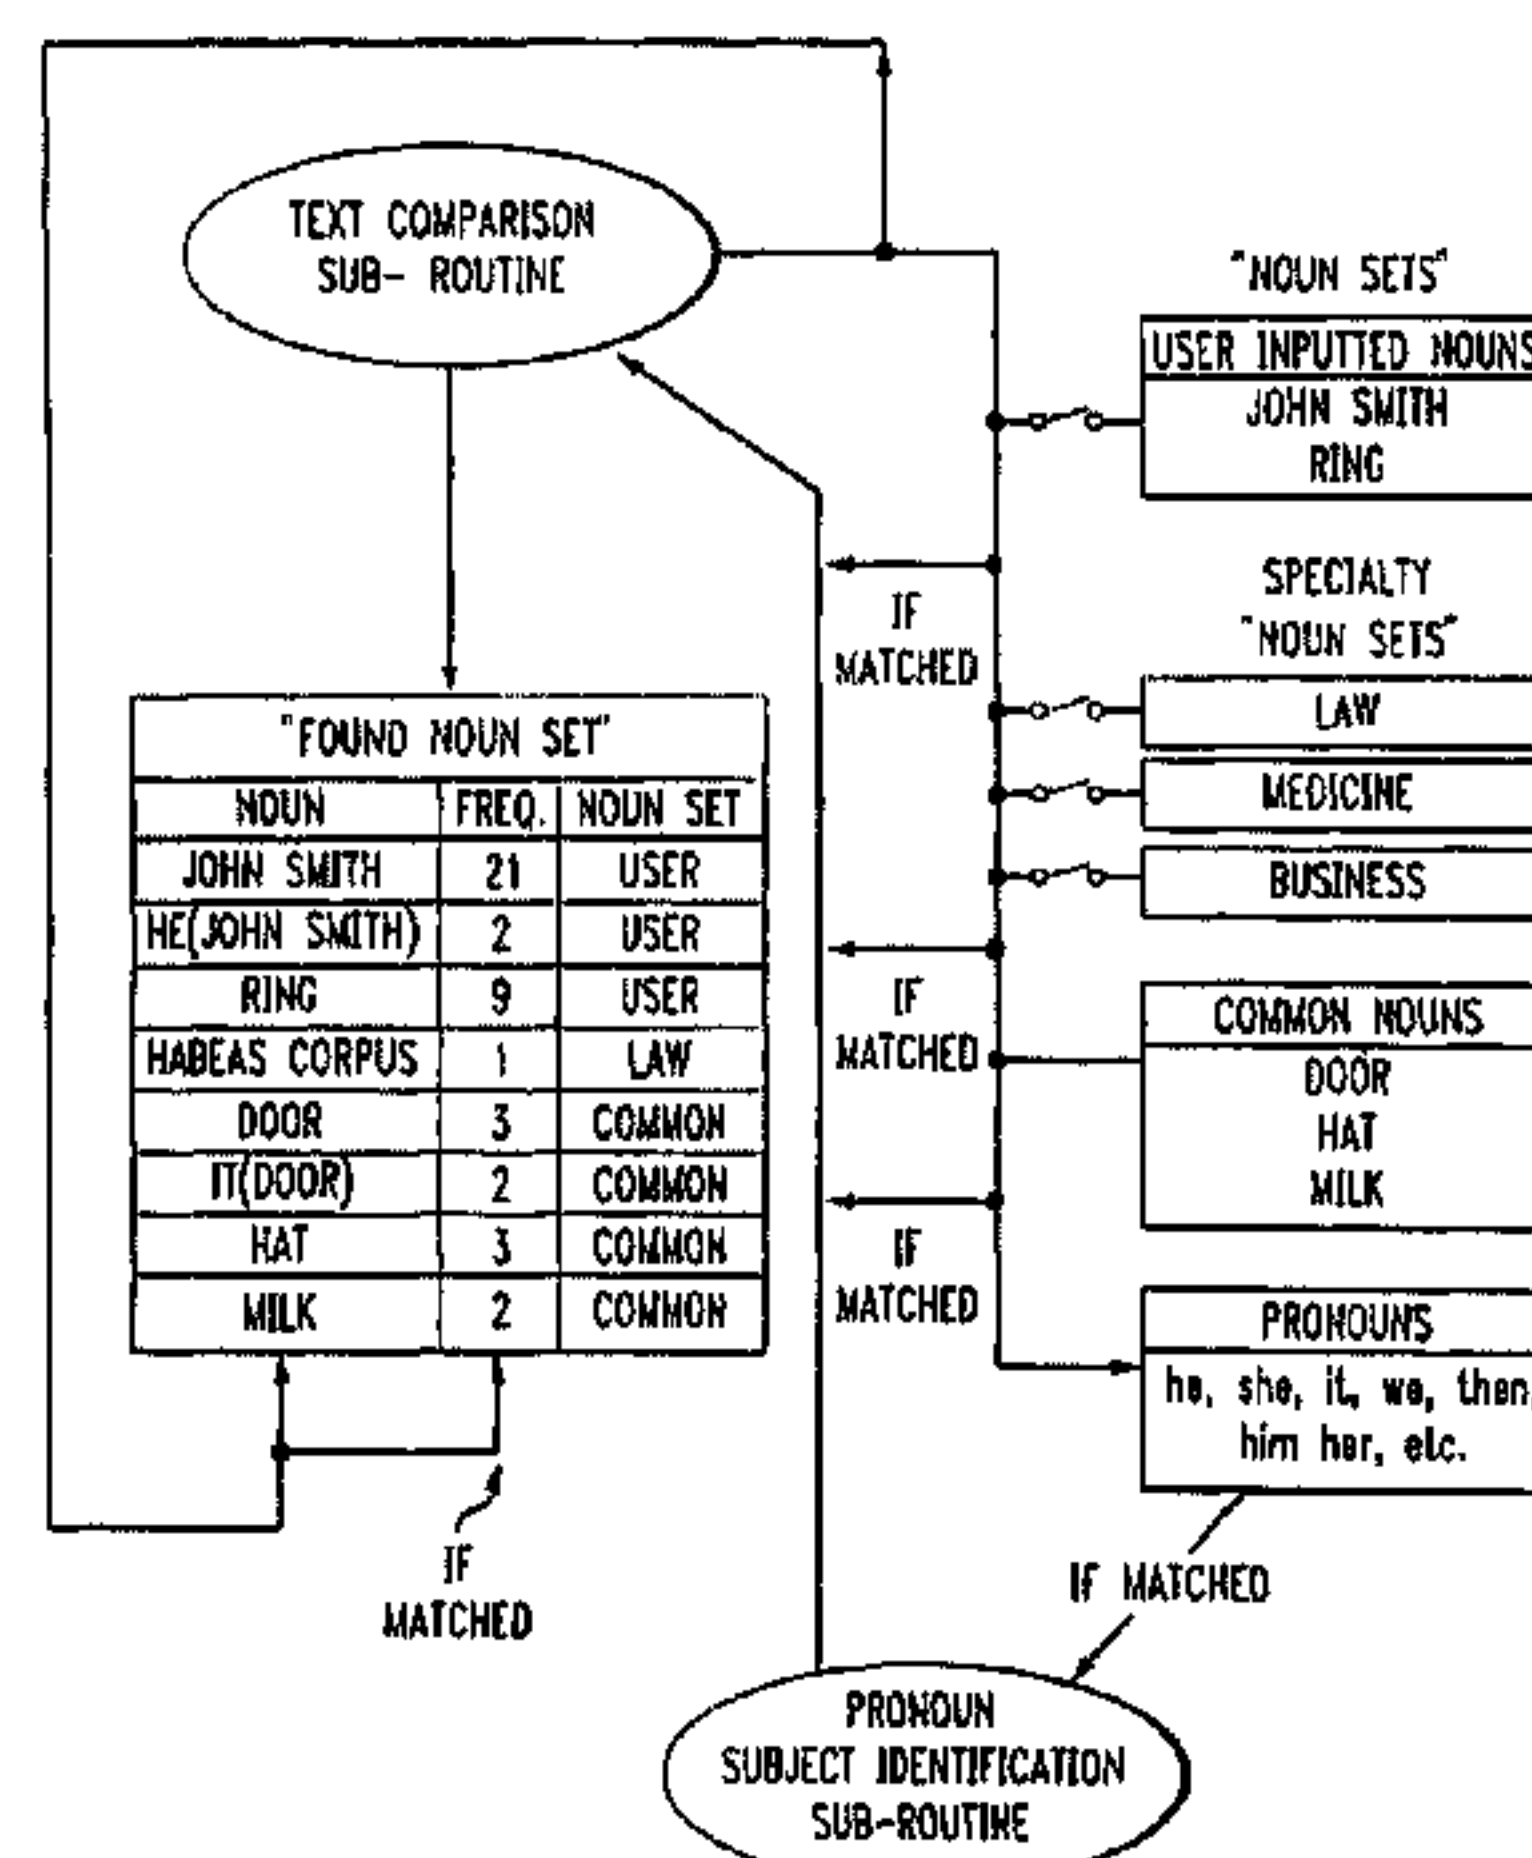 TEXT COMPARISON
SUB- ROUTINE
"NOUN SETS"
USER INPUTTED NOUNS
JOHN SMITH
RING
IF
MATCHED
SPECIALTY
"NOUN SETS"
LAW
MEDICINE
BUSINESS
"FOUND NOUN SET"
NOUN FREQ. NOUN SET
JOHN SMITH 21 USER
HE(JOHN SMITH) 2 USER
RING 9 USER
HABEAS CORPUS 1 LAW
DOOR 3 COMMON
IT(DOOR) 2 COMMON
HAT 3 COMMON
MILK 2 COMMON
IF
MATCHED
COMMON NOUNS
DOOR
HAT
MILK
IF
MATCHED
PRONOUNS
he, she, it, we, then,
him her, etc.
IF
MATCHED
IF MATCHED
PRONOUN
SUBJECT IDENTIFICATION
SUB-ROUTINE